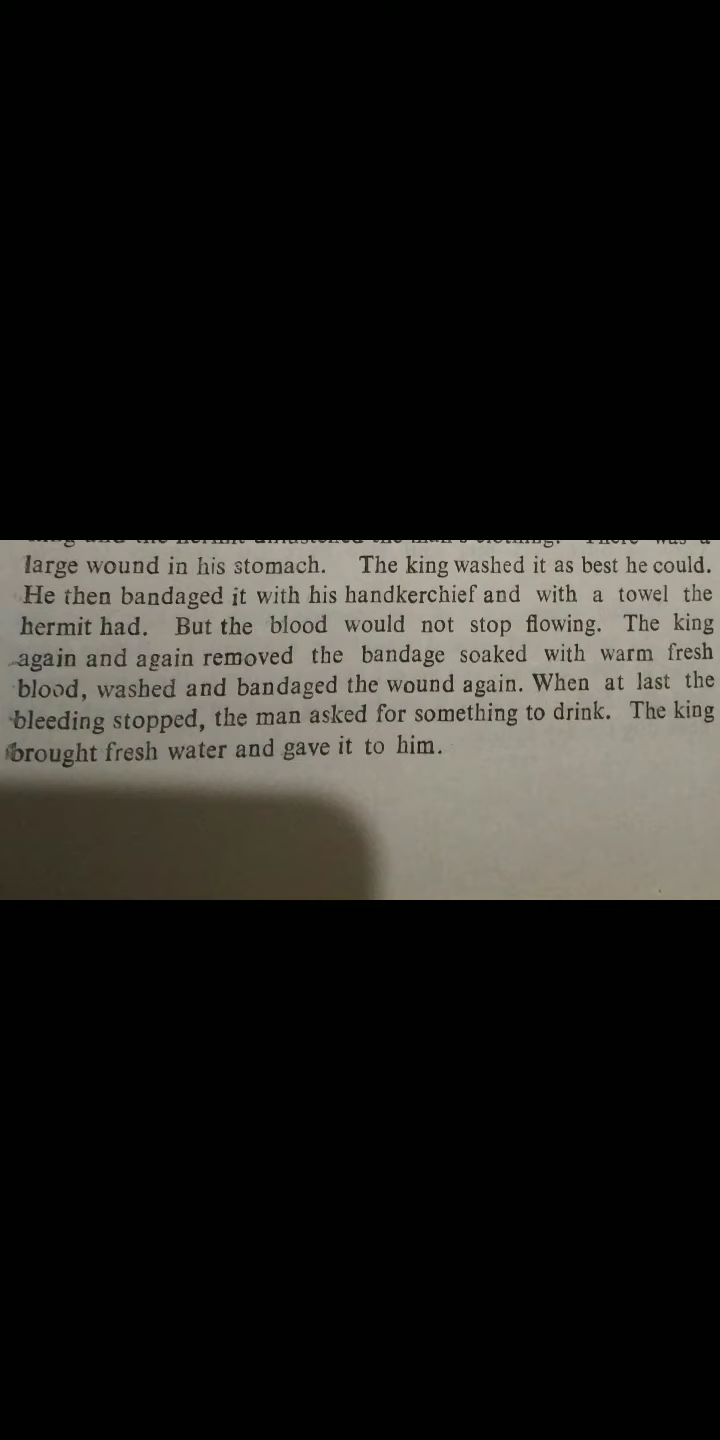 large wound in his stomach. The king washed it as best he could.
He then bandaged it with his handkerchief and with a towel the
hermit had. But the blood would not stop flowing. The king
again and again removed the bandage soaked with warm fresh
blood, washed and bandaged the wound again. When at last the
bleeding stopped, the man asked for something to drink. The king
brought fresh water and gave it to him.